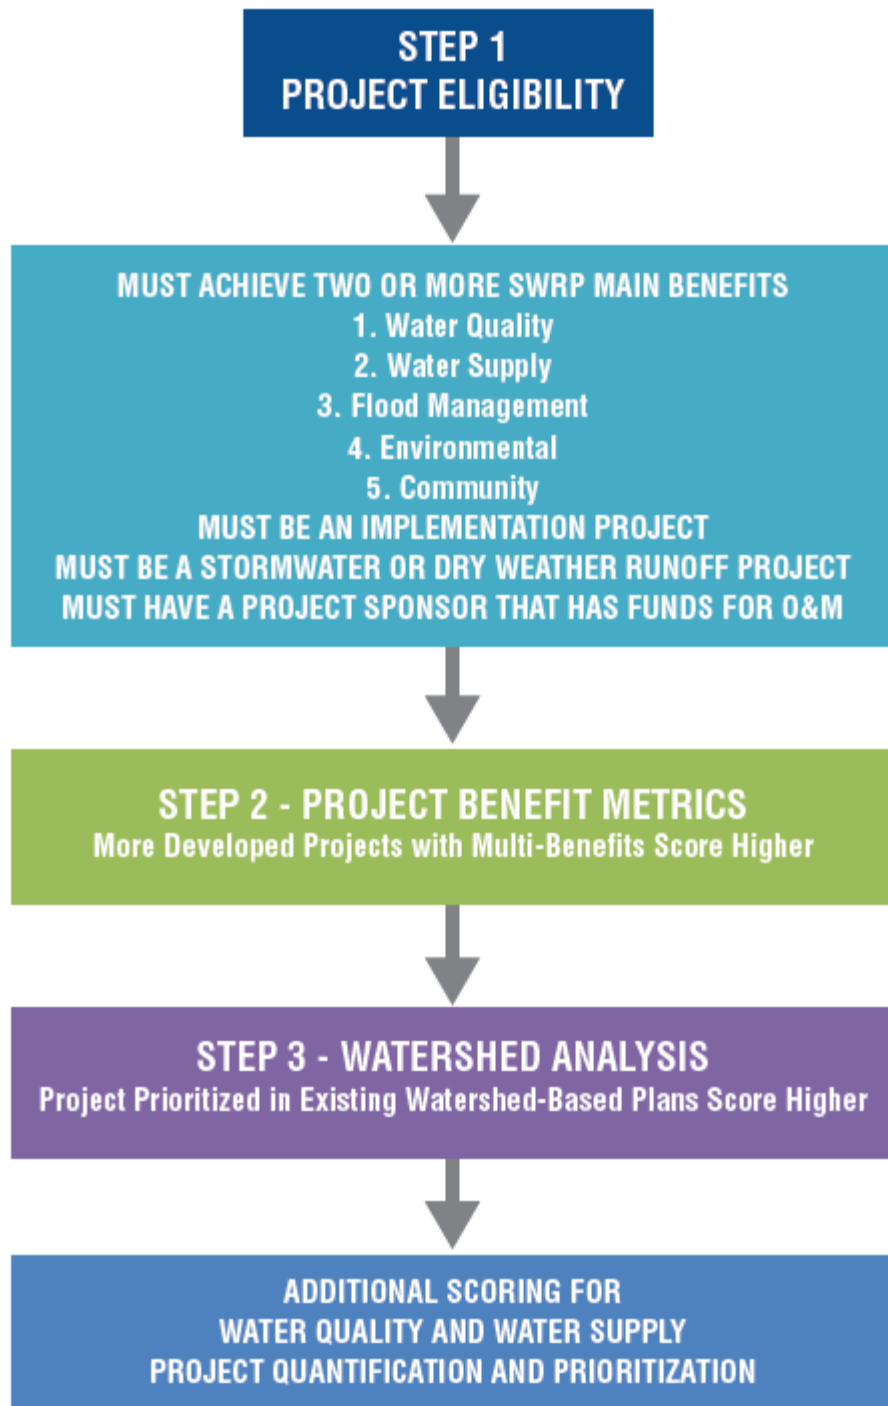 STEP 1
PROJECT ELIGIBILITY
MUST ACHIEVE TWO OR MORE SWRP MAIN BENEFITS
1. Water Quality
2. Water Supply
3. Flood Management
4. Environmental
5. Community
MUST BE AN IMPLEMENTATION PROJECT
MUST BE A STORMWATER OR DRY WEATHER RUNOFF PROJECT
MUST HAVE A PROJECT SPONSOR THAT HAS FUNDS FOR O&M
STEP 2 - PROJECT BENEFIT METRICS
More Developed Projects with Multi-Benefits Score Higher
STEP 3 - WATERSHED ANALYSIS
Project Prioritized in Existing Watershed-Based Plans Score Higher
ADDITIONAL SCORING FOR
WATER QUALITY AND WATER SUPPLY
PROJECT QUANTIFICATION AND PRIORITIZATION